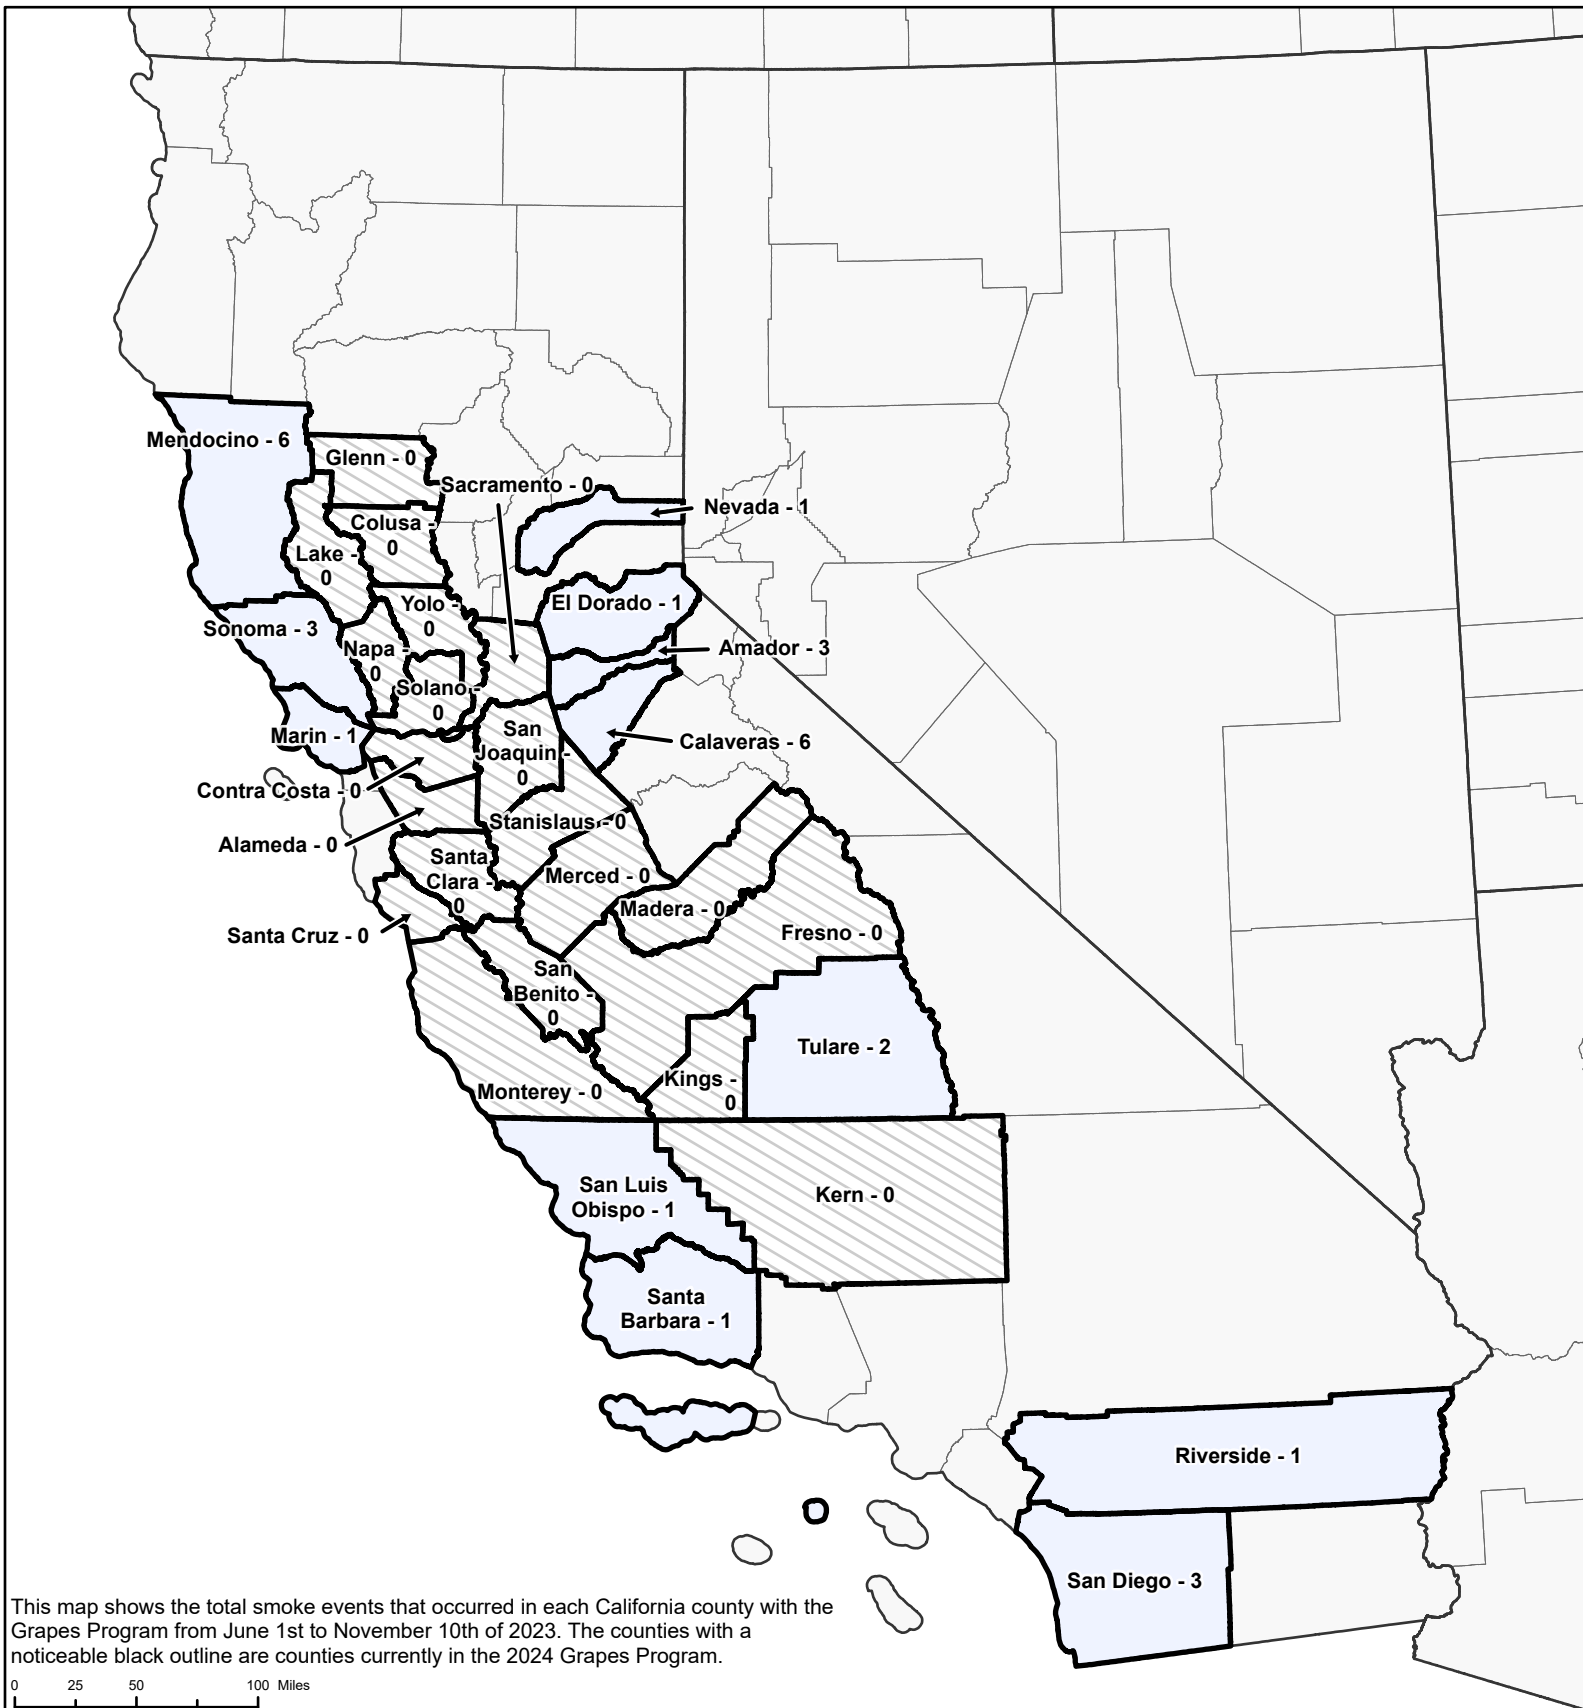 Mendocino - 6
Glenn - 0
Sacramento - 0
Nevada - 1
Colusa -
0
Lake -
0
Yolo -
0
El Dorado - 1
Sonoma - 3
Napa -
0
Amador - 3
Solano -
0
Marin - 1
San
Joaquin -
0
Calaveras - 6
Contra Costa - 0
Stanislaus - 0
Alameda - 0
Santa
Clara -
0
Merced - 0
Madera - 0
Santa Cruz - 0
Fresno - 0
San
Benito -
0
Tulare - 2
Kings -
0
Monterey - 0
San Luis
Obispo - 1
Kern - 0
Santa
Barbara - 1
Riverside - 1
San Diego - 3
This map shows the total smoke events that occurred in each California county with the
Grapes Program from June 1st to November 10th of 2023. The counties with a
noticeable black outline are counties currently in the 2024 Grapes Program.
0 25 50 100 Miles